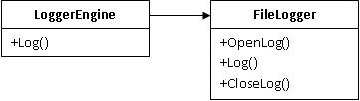 LoggerEngine
+Log()
FileLogger
+OpenLog()
+Log()
+CloseLog()